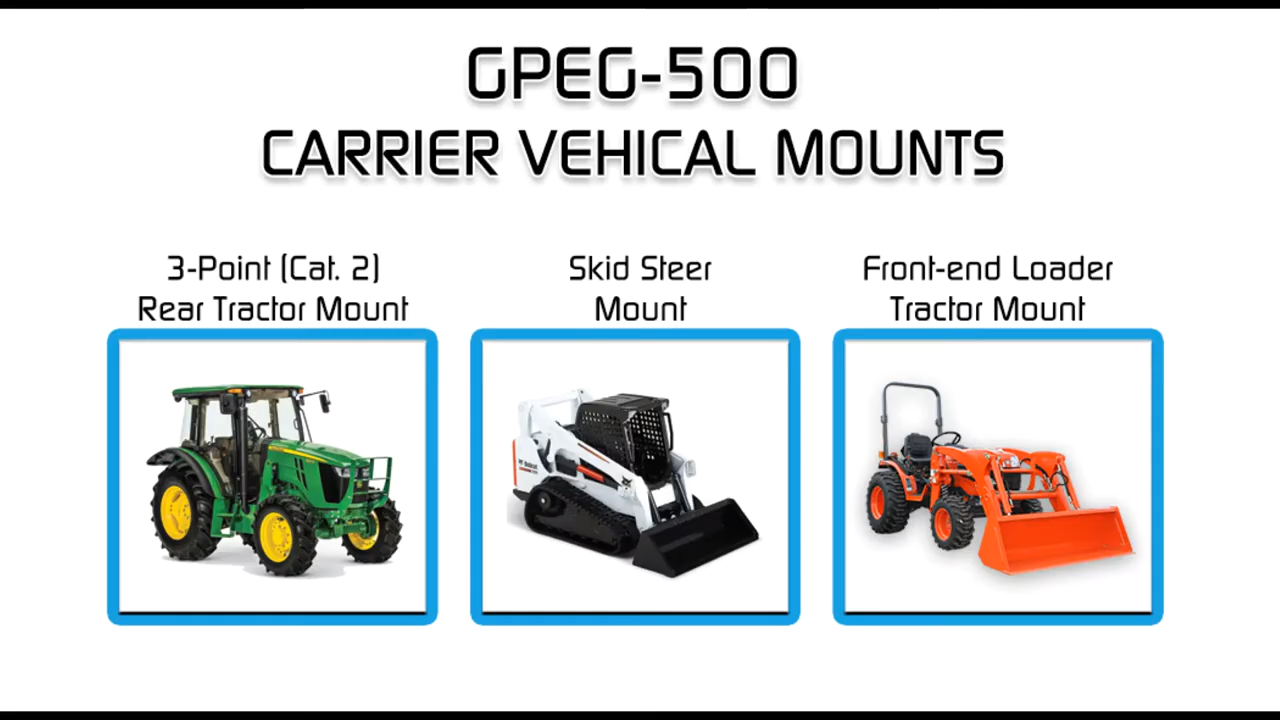 GPEG-500
CARRIER VEHICAL MOUNTS
3-Point (Cat. 2)
Rear Tractor Mount
Skid Steer
Mount
Front-end Loader
Tractor Mount
Bobcat